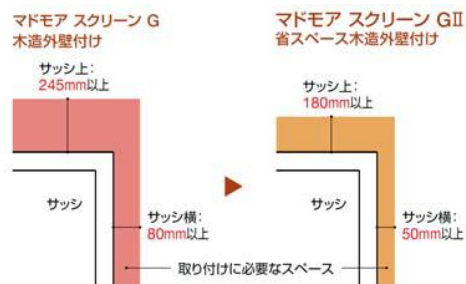 マドモア スクリーン G
木造外壁付け
サッシ上：
245mm以上
サッシ
サッシ横：
80mm以上
マドモア スクリーン GⅡ
省スペース木造外壁付け
サッシ上：
180mm以上
サッシ
サッシ横：
50mm以上
取り付けに必要なスペース